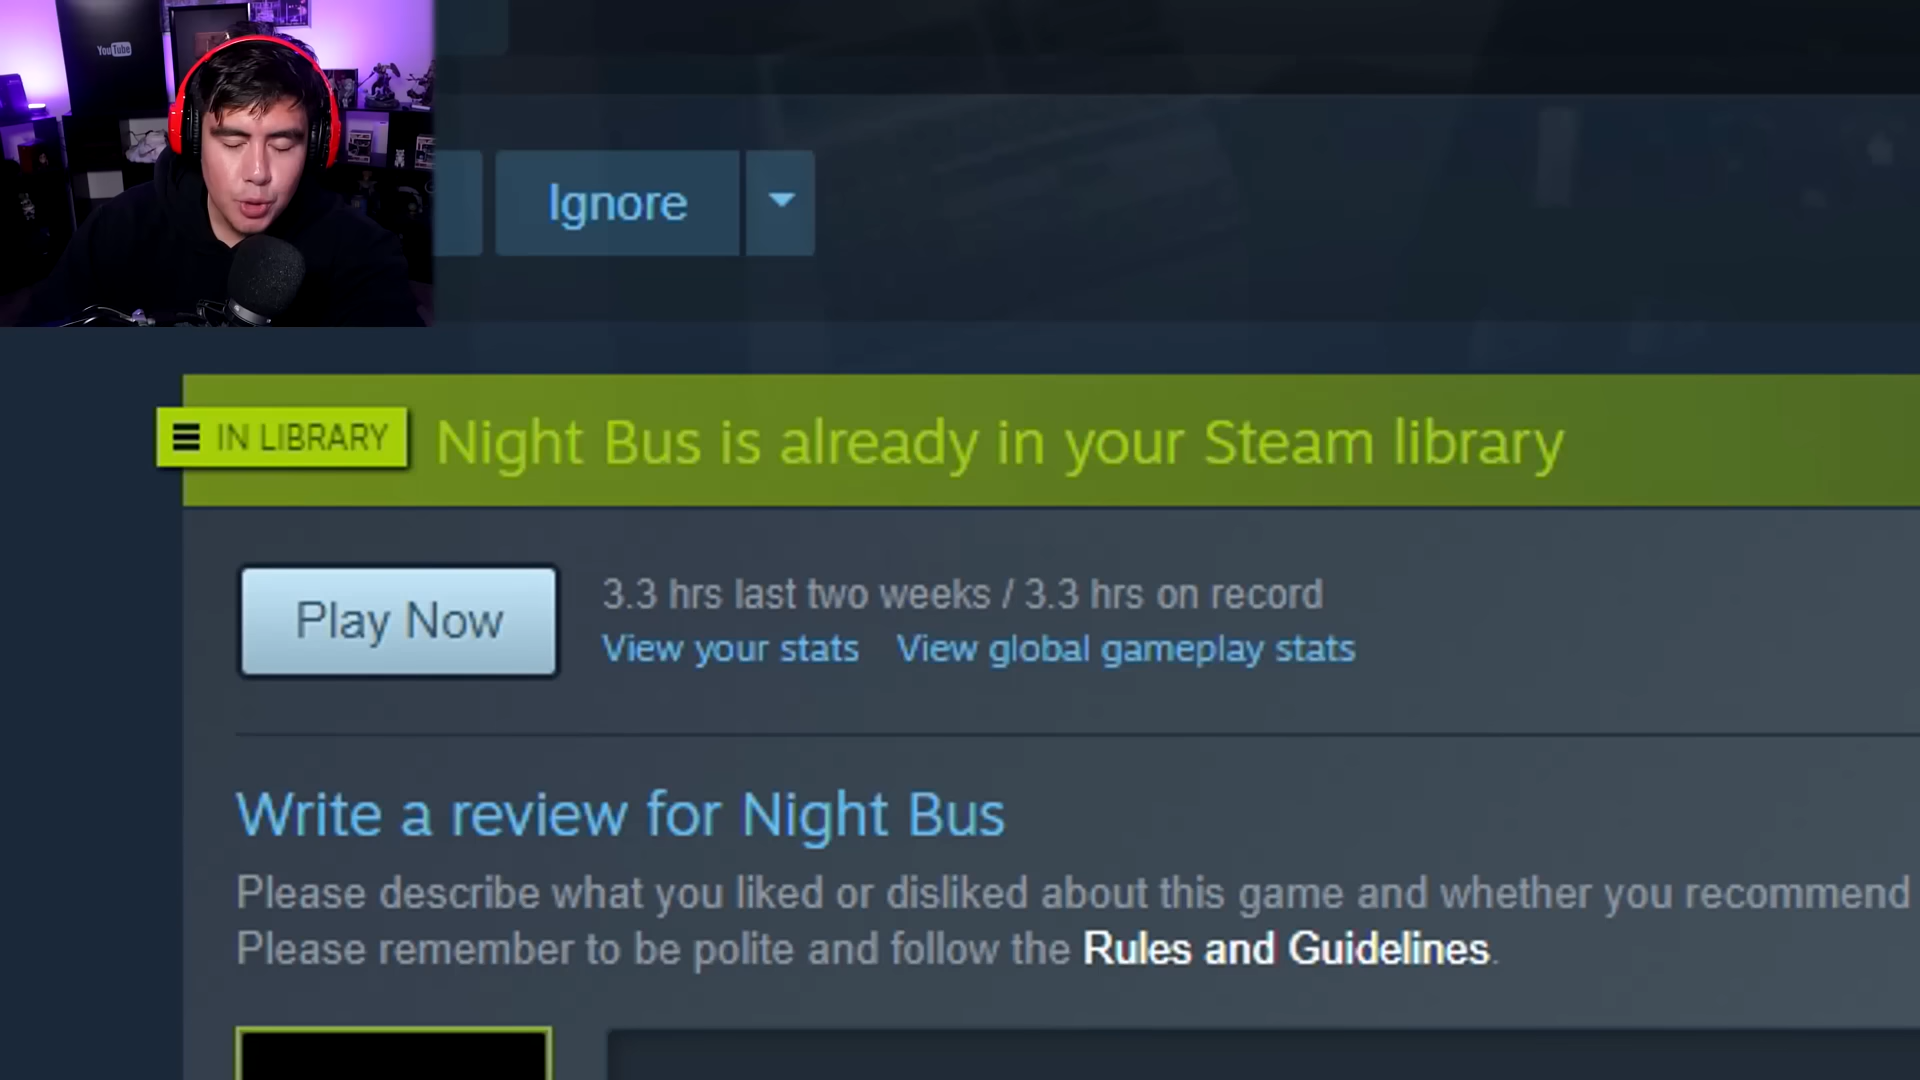 YouTube
Ignore
IN LIBRARY
Night Bus is already in your Steam library
Play Now
3.3 hrs last two weeks / 3.3 hrs on record
View your stats View global gameplay stats
Write a review for Night Bus
Please describe what you liked or disliked about this game and whether you recommend
Please remember to be polite and follow the Rules and Guidelines.